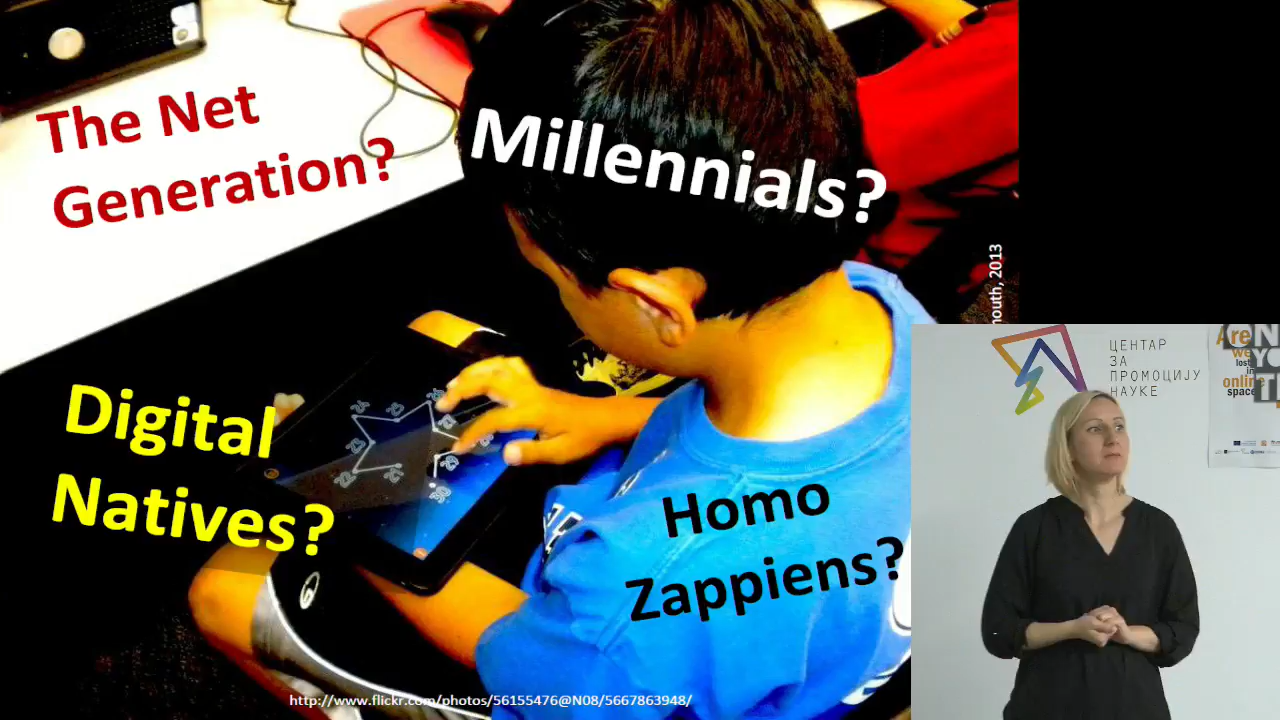 The Net
Generation?
Millennials?
Digital
Natives?
Homo
Zappiens?
http://www.flickr.com/photos/56155476@N08/5667863948/
2013
ЦЕНТАР
ЗА
ПРОМОЦИЈУ
НАУКЕ
Are
we
lost
in
online
space